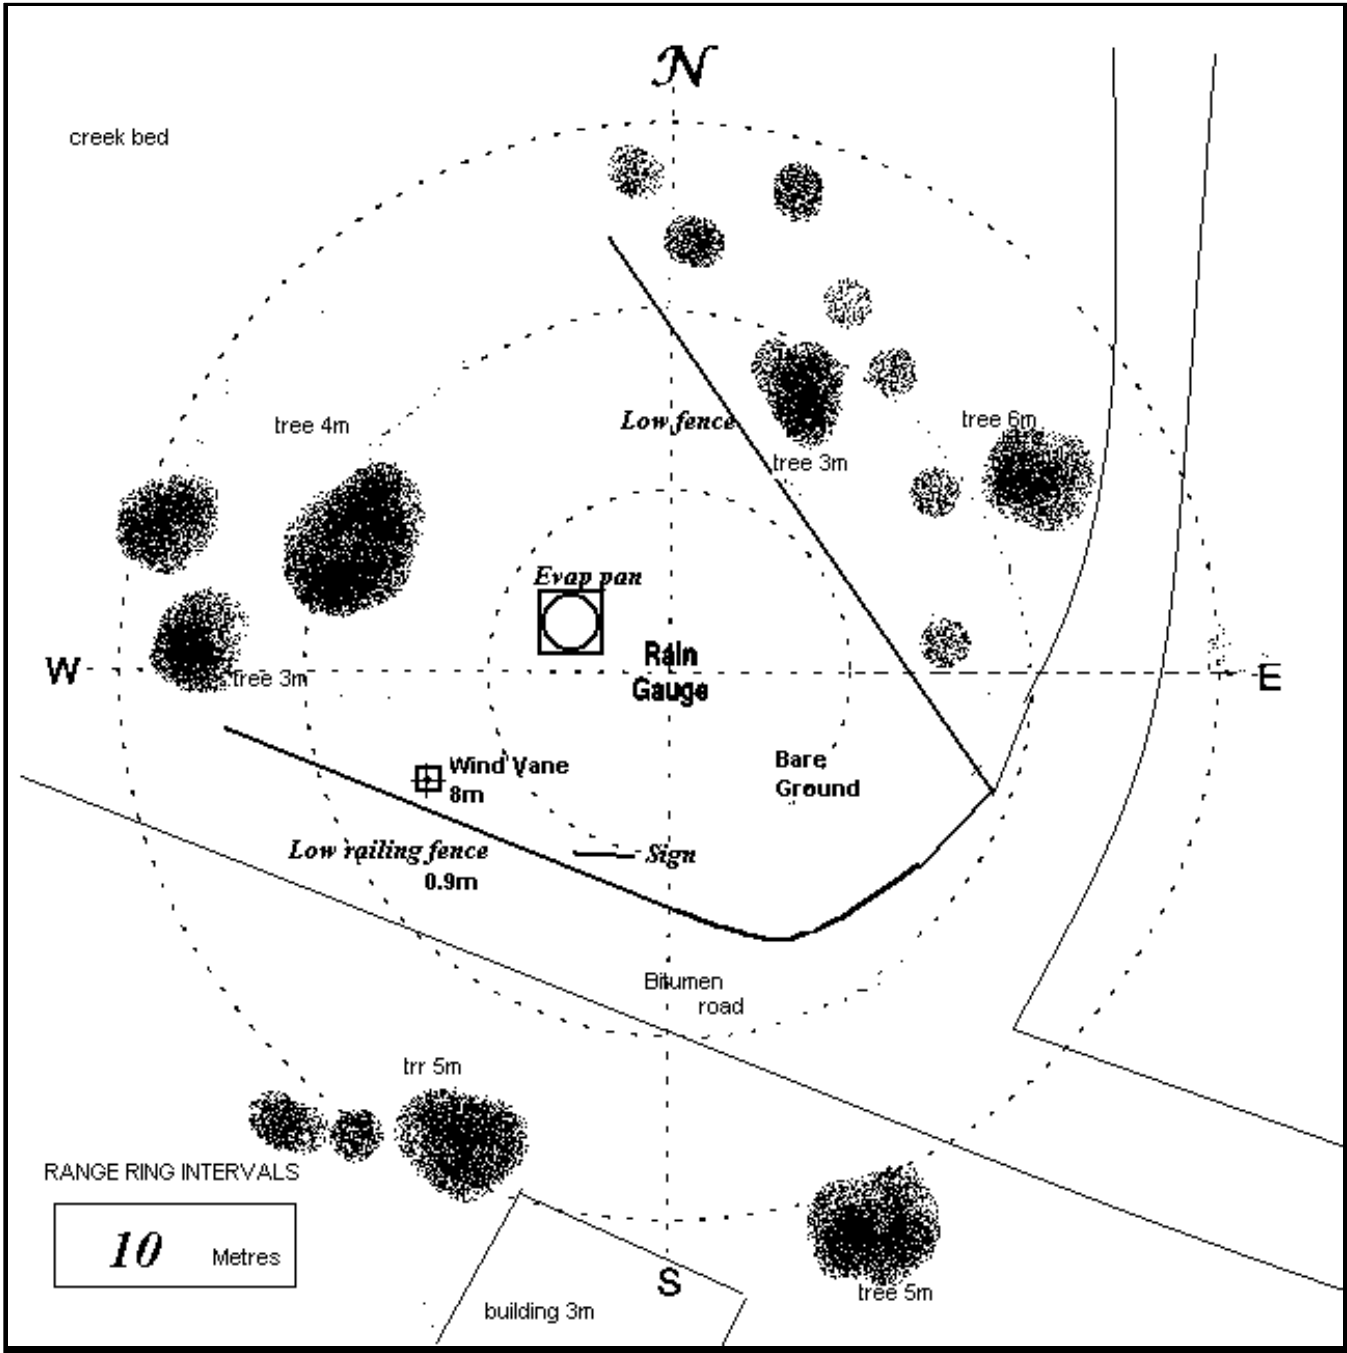 N
creek bed
tree 4m
Low fence
tree 6m
tree 3m
Evap pan
Rain
Gauge
W
E
tree 3m
Wind Vane
8m
Bare
Ground
Low railing fence
0.9m
Sign
Bitumen
road
trr 5m
RANGE RING INTERVALS
10 Metres
S
tree 5m
building 3m